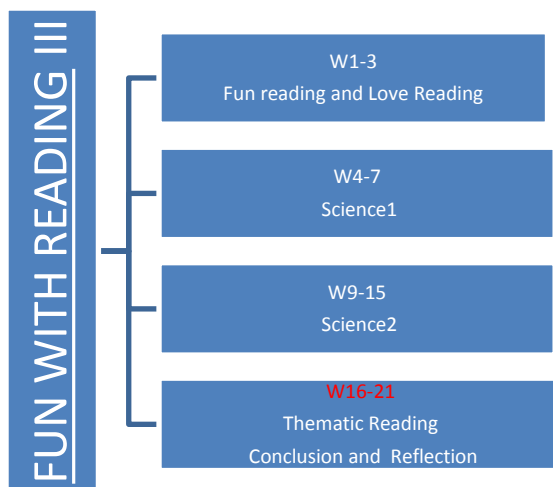 FUN WITH READING III
W1-3
Fun reading and Love Reading
W4-7
Science1
W9-15
Science2
W16-21
Thematic Reading
Conclusion and Reflection